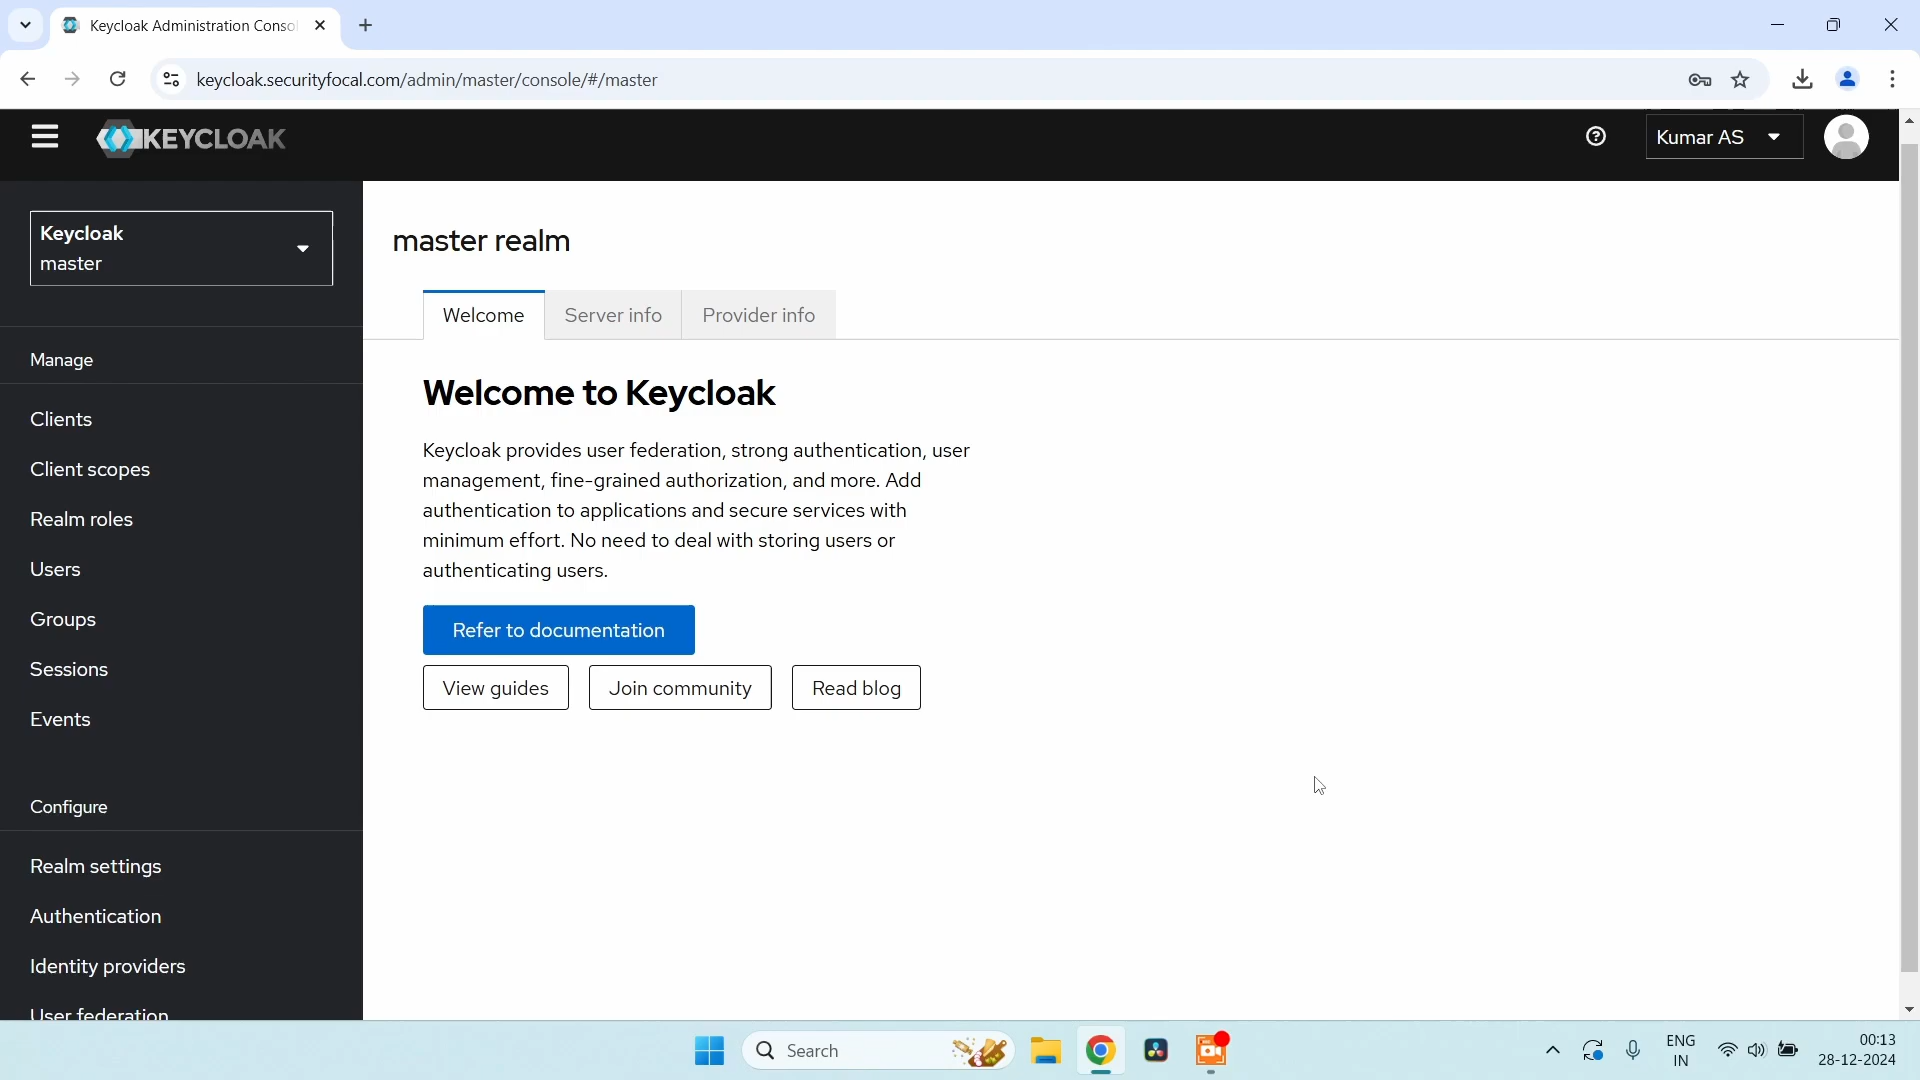 Keycloak Administration Conso
keycloak.securityfocal.com/admin/master/console/#/master
KEYCLOAK
Kumar AS
Keycloak
master
Manage
Clients
Client scopes
Realm roles
Users
Groups
Sessions
Events
Configure
Realm settings
Authentication
Identity providers
User federation
master realm
Welcome
Server info
Provider info
Welcome to Keycloak
Keycloak provides user federation, strong authentication, user
management, fine-grained authorization, and more. Add
authentication to applications and secure services with
minimum effort. No need to deal with storing users or
authenticating users.
Refer to documentation
View guides
Join community
Read blog
Search
ENG
IN
00:13
28-12-2024